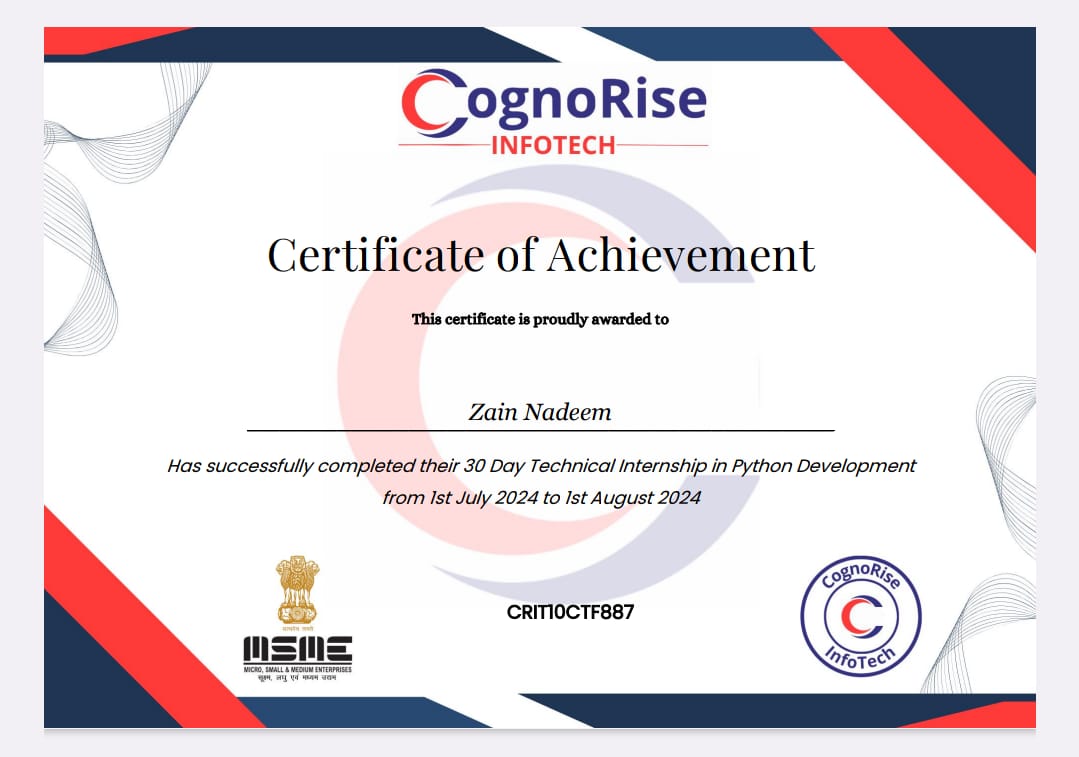 CognoRise
INFOTECH
Certificate of Achievement
This certificate is proudly awarded to
Zain Nadeem
Has successfully completed their 30 Day Technical Internship in Python Development
from 1st July 2024 to 1st August 2024
सत्यमेव जयते
MSME
MICRO, SMALL & MEDIUM ENTERPRISES
सूक्ष्म, लघु एवं मध्यम उद्यम
CRIT10CTF887
CognoRise
InfoTech